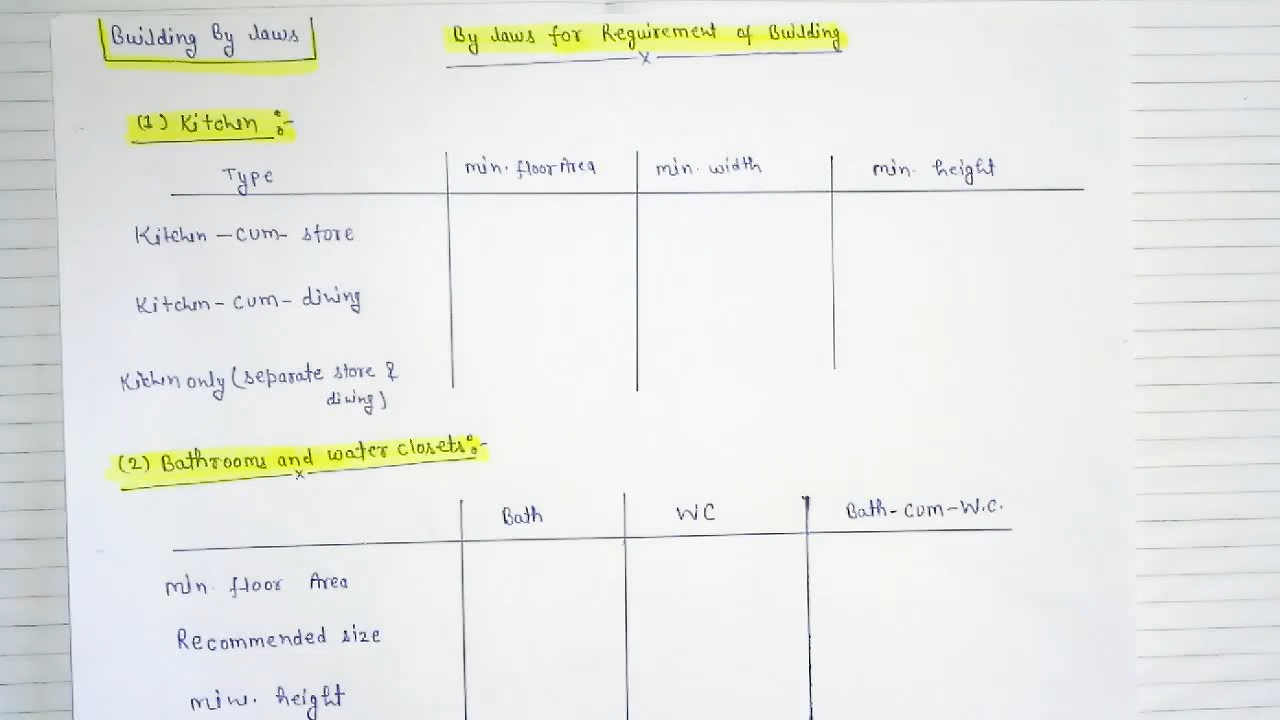 Building By laws
By laws for Requirement of Building
x
(1) Kitchen :-
Type min. floor Area min. width min. height
Kitchen - cum - store
Kitchen - cum - dining
Kitchen only (separate store &
dining)
(2) Bathrooms and water closets :-
x
Bath WC Bath - cum - W.C.
min. floor Area
Recommended size
min. height